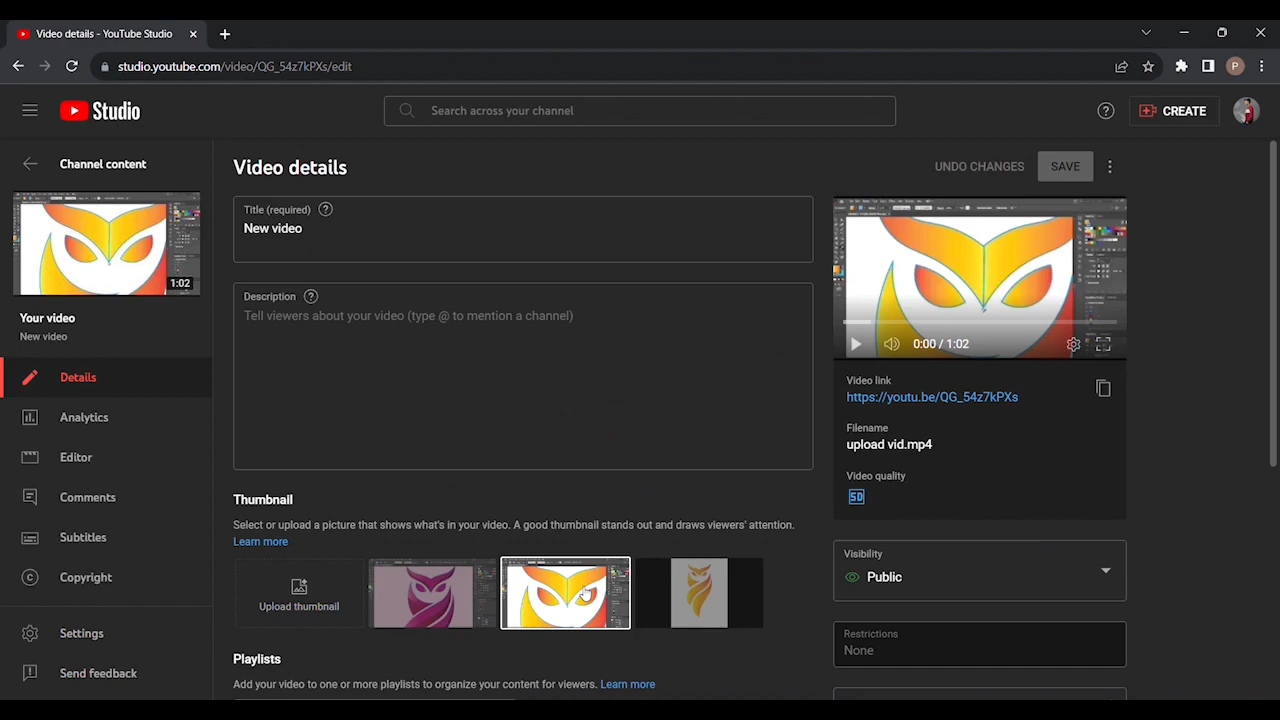 Video details - YouTube Studio
studio.youtube.com/video/QG_54z7kPXs/edit
P
Studio
Search across your channel
CREATE
Channel content
1:02
Your video
New video
Details
Analytics
Editor
Comments
Subtitles
Copyright
Settings
Send feedback
Video details
UNDO CHANGES
SAVE
Title (required)
New video
Description
Tell viewers about your video (type @ to mention a channel)
Thumbnail
Select or upload a picture that shows what's in your video. A good thumbnail stands out and draws viewers' attention.
Learn more
Upload thumbnail
Playlists
Add your video to one or more playlists to organize your content for viewers. Learn more
0:00 / 1:02
Video link
https://youtu.be/QG_54z7kPXs
Filename
upload vid.mp4
Video quality
SD
Visibility
Public
Restrictions
None